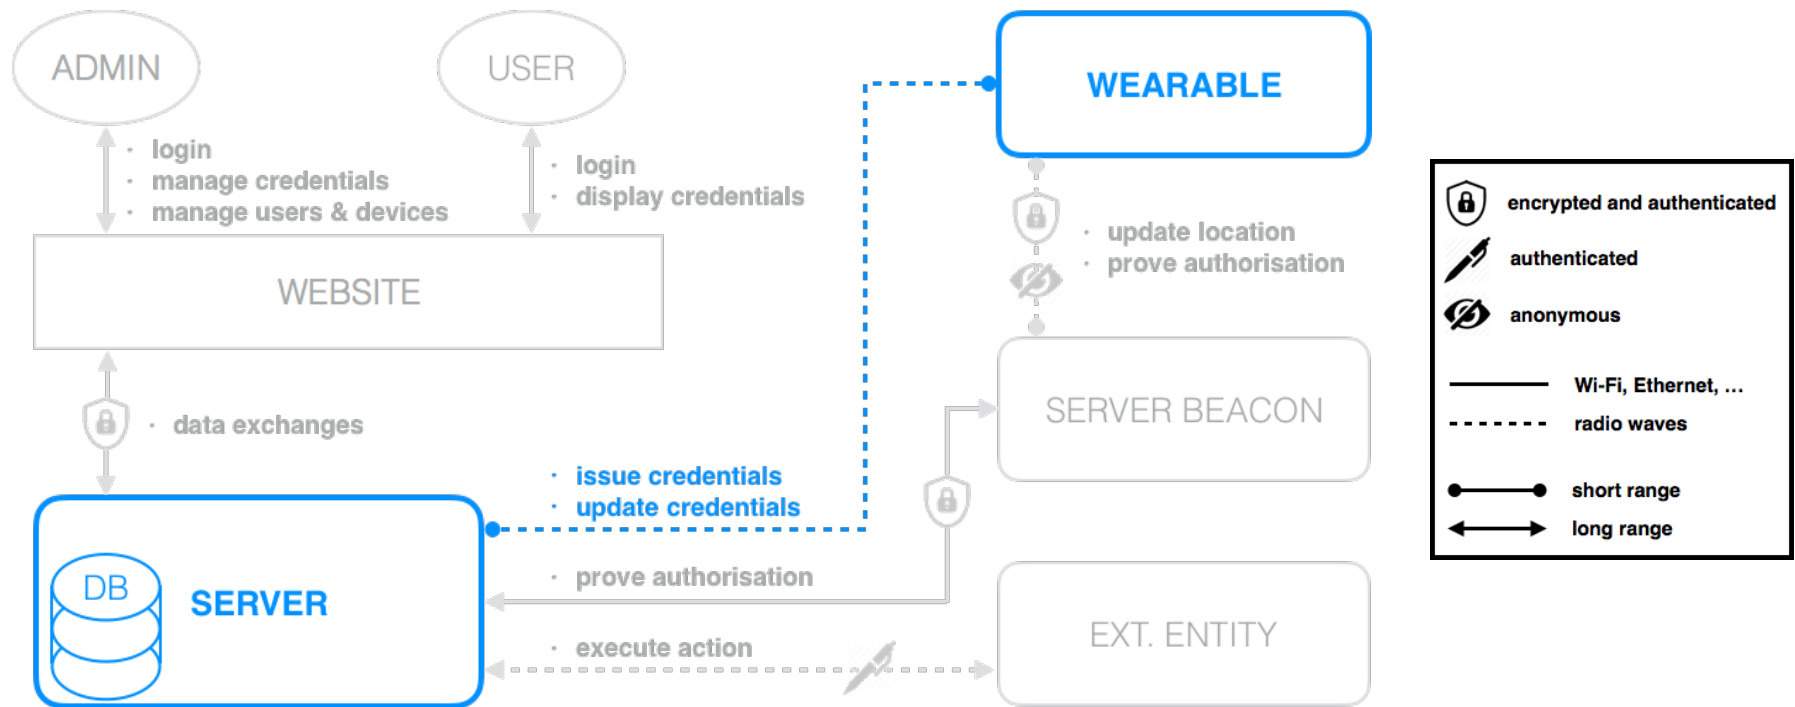 ADMIN
USER
WEARABLE
· login
· manage credentials
· manage users & devices
· login
· display credentials
· update location
· prove authorisation
WEBSITE
· data exchanges
SERVER BEACON
· issue credentials
· update credentials
DB
SERVER
· prove authorisation
· execute action
EXT. ENTITY
encrypted and authenticated
authenticated
anonymous
Wi-Fi, Ethernet, ...
radio waves
short range
long range